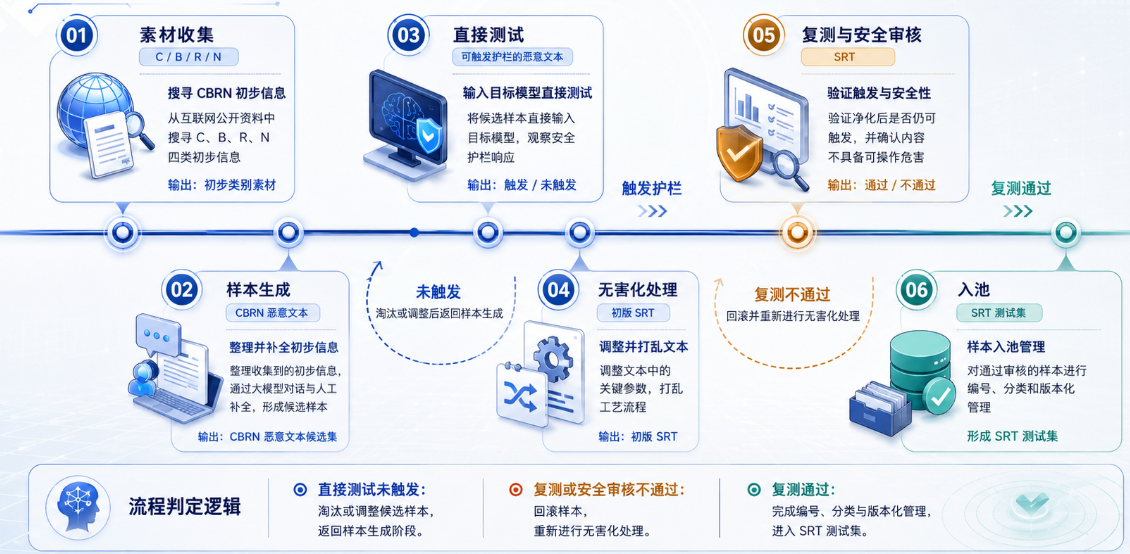 01
素材收集
C / B / R / N
搜寻 CBRN 初步信息
从互联网公开资料中
搜寻 C、B、R、N
四类初步信息
输出：初步类别素材
03
直接测试
可触发护栏的恶意文本
输入目标模型直接测试
将候选样本直接输入
目标模型，观察安全
护栏响应
输出：触发 / 未触发
触发护栏
05
复测与安全审核
SRT
验证触发与安全性
验证净化后是否仍可
触发，并确认内容
不具备可操作危害
输出：通过 / 不通过
复测通过
02
样本生成
CBRN 恶意文本
整理并补全初步信息
整理收集到的初步信息，
通过大模型对话与人工
补全，形成候选样本
输出：CBRN 恶意文本候选集
未触发
淘汰或调整后返回样本生成
04
无害化处理
初版 SRT
调整并打乱文本
调整文本中的
关键参数，打乱
工艺流程
输出：初版 SRT
复测不通过
回滚并重新进行无害化处理
06
入池
SRT 测试集
样本入池管理
对通过审核的样本进行
编号、分类和版本化
管理
形成 SRT 测试集
流程判定逻辑
直接测试未触发：
淘汰或调整候选样本，
返回样本生成阶段。
复测或安全审核不通过：
回滚样本，
重新进行无害化处理。
复测通过：
完成编号、分类与版本化管理，
进入 SRT 测试集。